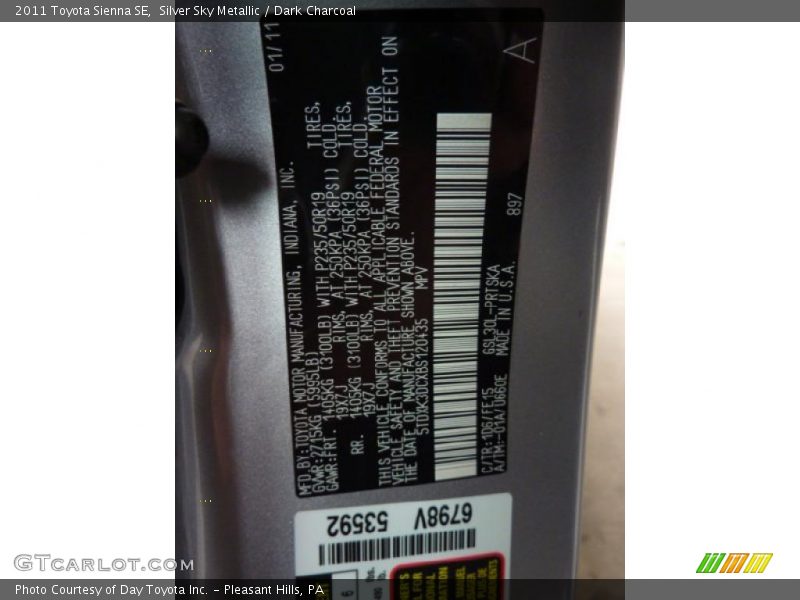 2011 Toyota Sienna SE, Silver Sky Metallic / Dark Charcoal
MFD.BY:TOYOTA MOTOR MANUFACTURING, INDIANA, INC. 01/11
GVWR:2715KG (5995LB)
GAWR:FRT. 1405KG (3100LB) WITH P235/50R19 TIRES,
19X7J RIMS, AT 250KPA (36PSI) COLD.
RR. 1405KG (3100LB) WITH P235/50R19 TIRES,
19X7J RIMS, AT 250KPA (36PSI) COLD.
THIS VEHICLE CONFORMS TO ALL APPLICABLE FEDERAL MOTOR
VEHICLE SAFETY AND THEFT PREVENTION STANDARDS IN EFFECT ON
THE DATE OF MANUFACTURE SHOWN ABOVE.
5TDXK3DCXBS120435 MPV
C/TR:1D6/FF15 GSL30L-PRTSKA 897
A/TM:-01A/U660E MADE IN U.S.A.
A
6798V 53592
6
GTcarlot.com
Photo Courtesy of Day Toyota Inc. - Pleasant Hills, PA